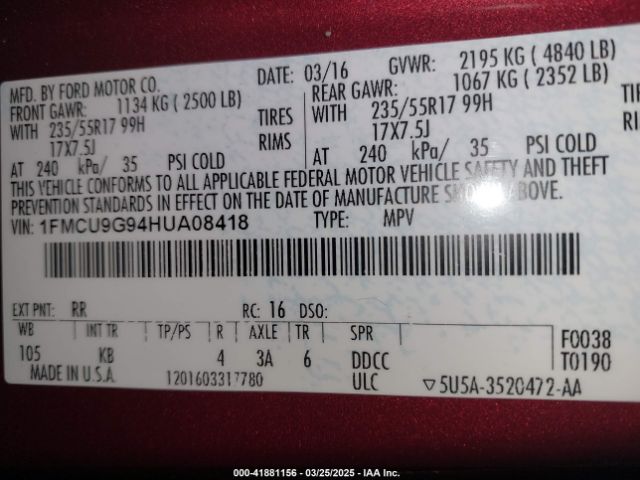 MFD. BY FORD MOTOR CO.
DATE: 03/16 GVWR: 2195 KG ( 4840 LB)
FRONT GAWR: 1134 KG ( 2500 LB) REAR GAWR: 1067 KG ( 2352 LB)
WITH 235/55R17 99H TIRES WITH 235/55R17 99H
17X7.5J RIMS 17X7.5J
AT 240 kPa/ 35 PSI COLD AT 240 kPa/ 35 PSI COLD
THIS VEHICLE CONFORMS TO ALL APPLICABLE FEDERAL MOTOR VEHICLE SAFETY AND THEFT
PREVENTION STANDARDS IN EFFECT ON THE DATE OF MANUFACTURE SHOWN ABOVE.
VIN: 1FMCU9G94HUA08418 TYPE: MPV
EXT PNT: RR RC: 16 DSO:
WB INT TR TP/PS R AXLE TR SPR
105 KB 4 3A 6 DDCC
F0038
T0190
MADE IN U.S.A. 1201603317780 ULC ▽5U5A-3520472-AA
000-41881156 — 03/25/2025 — IAA Inc.